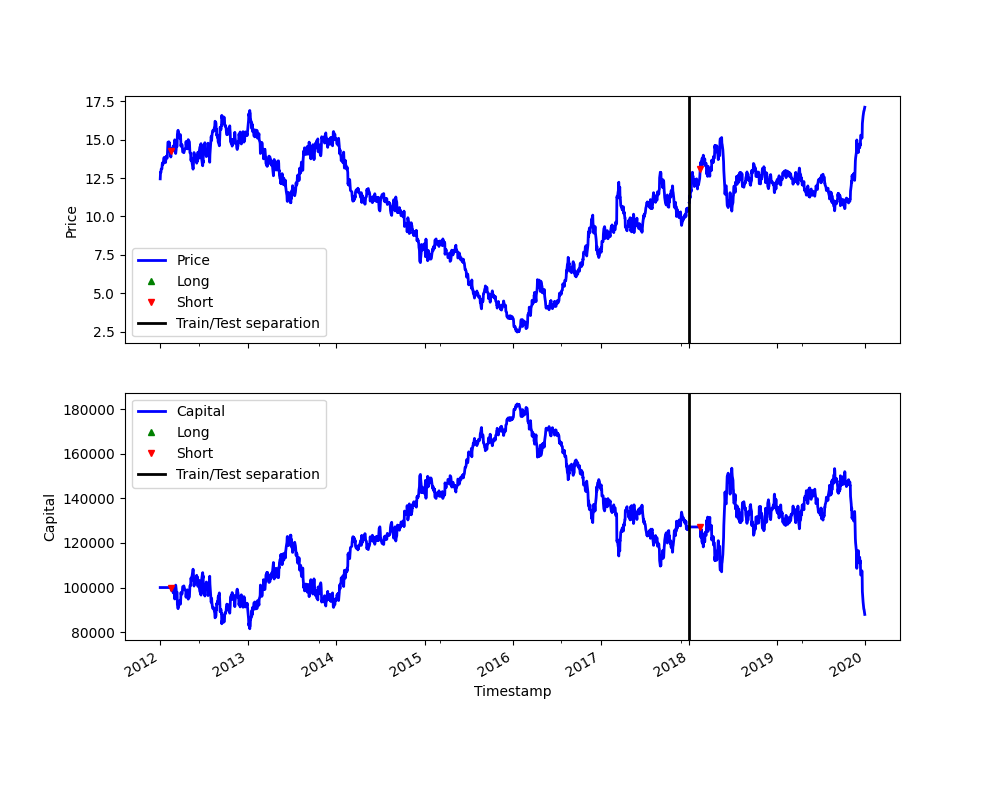 17.5
15.0
12.5
10.0
7.5
5.0
2.5
Price
Price
Long
Short
Train/Test separation
180000
160000
140000
120000
100000
80000
Capital
Capital
Long
Short
Train/Test separation
2012 2013 2014 2015 2016 2017 2018 2019 2020
Timestamp